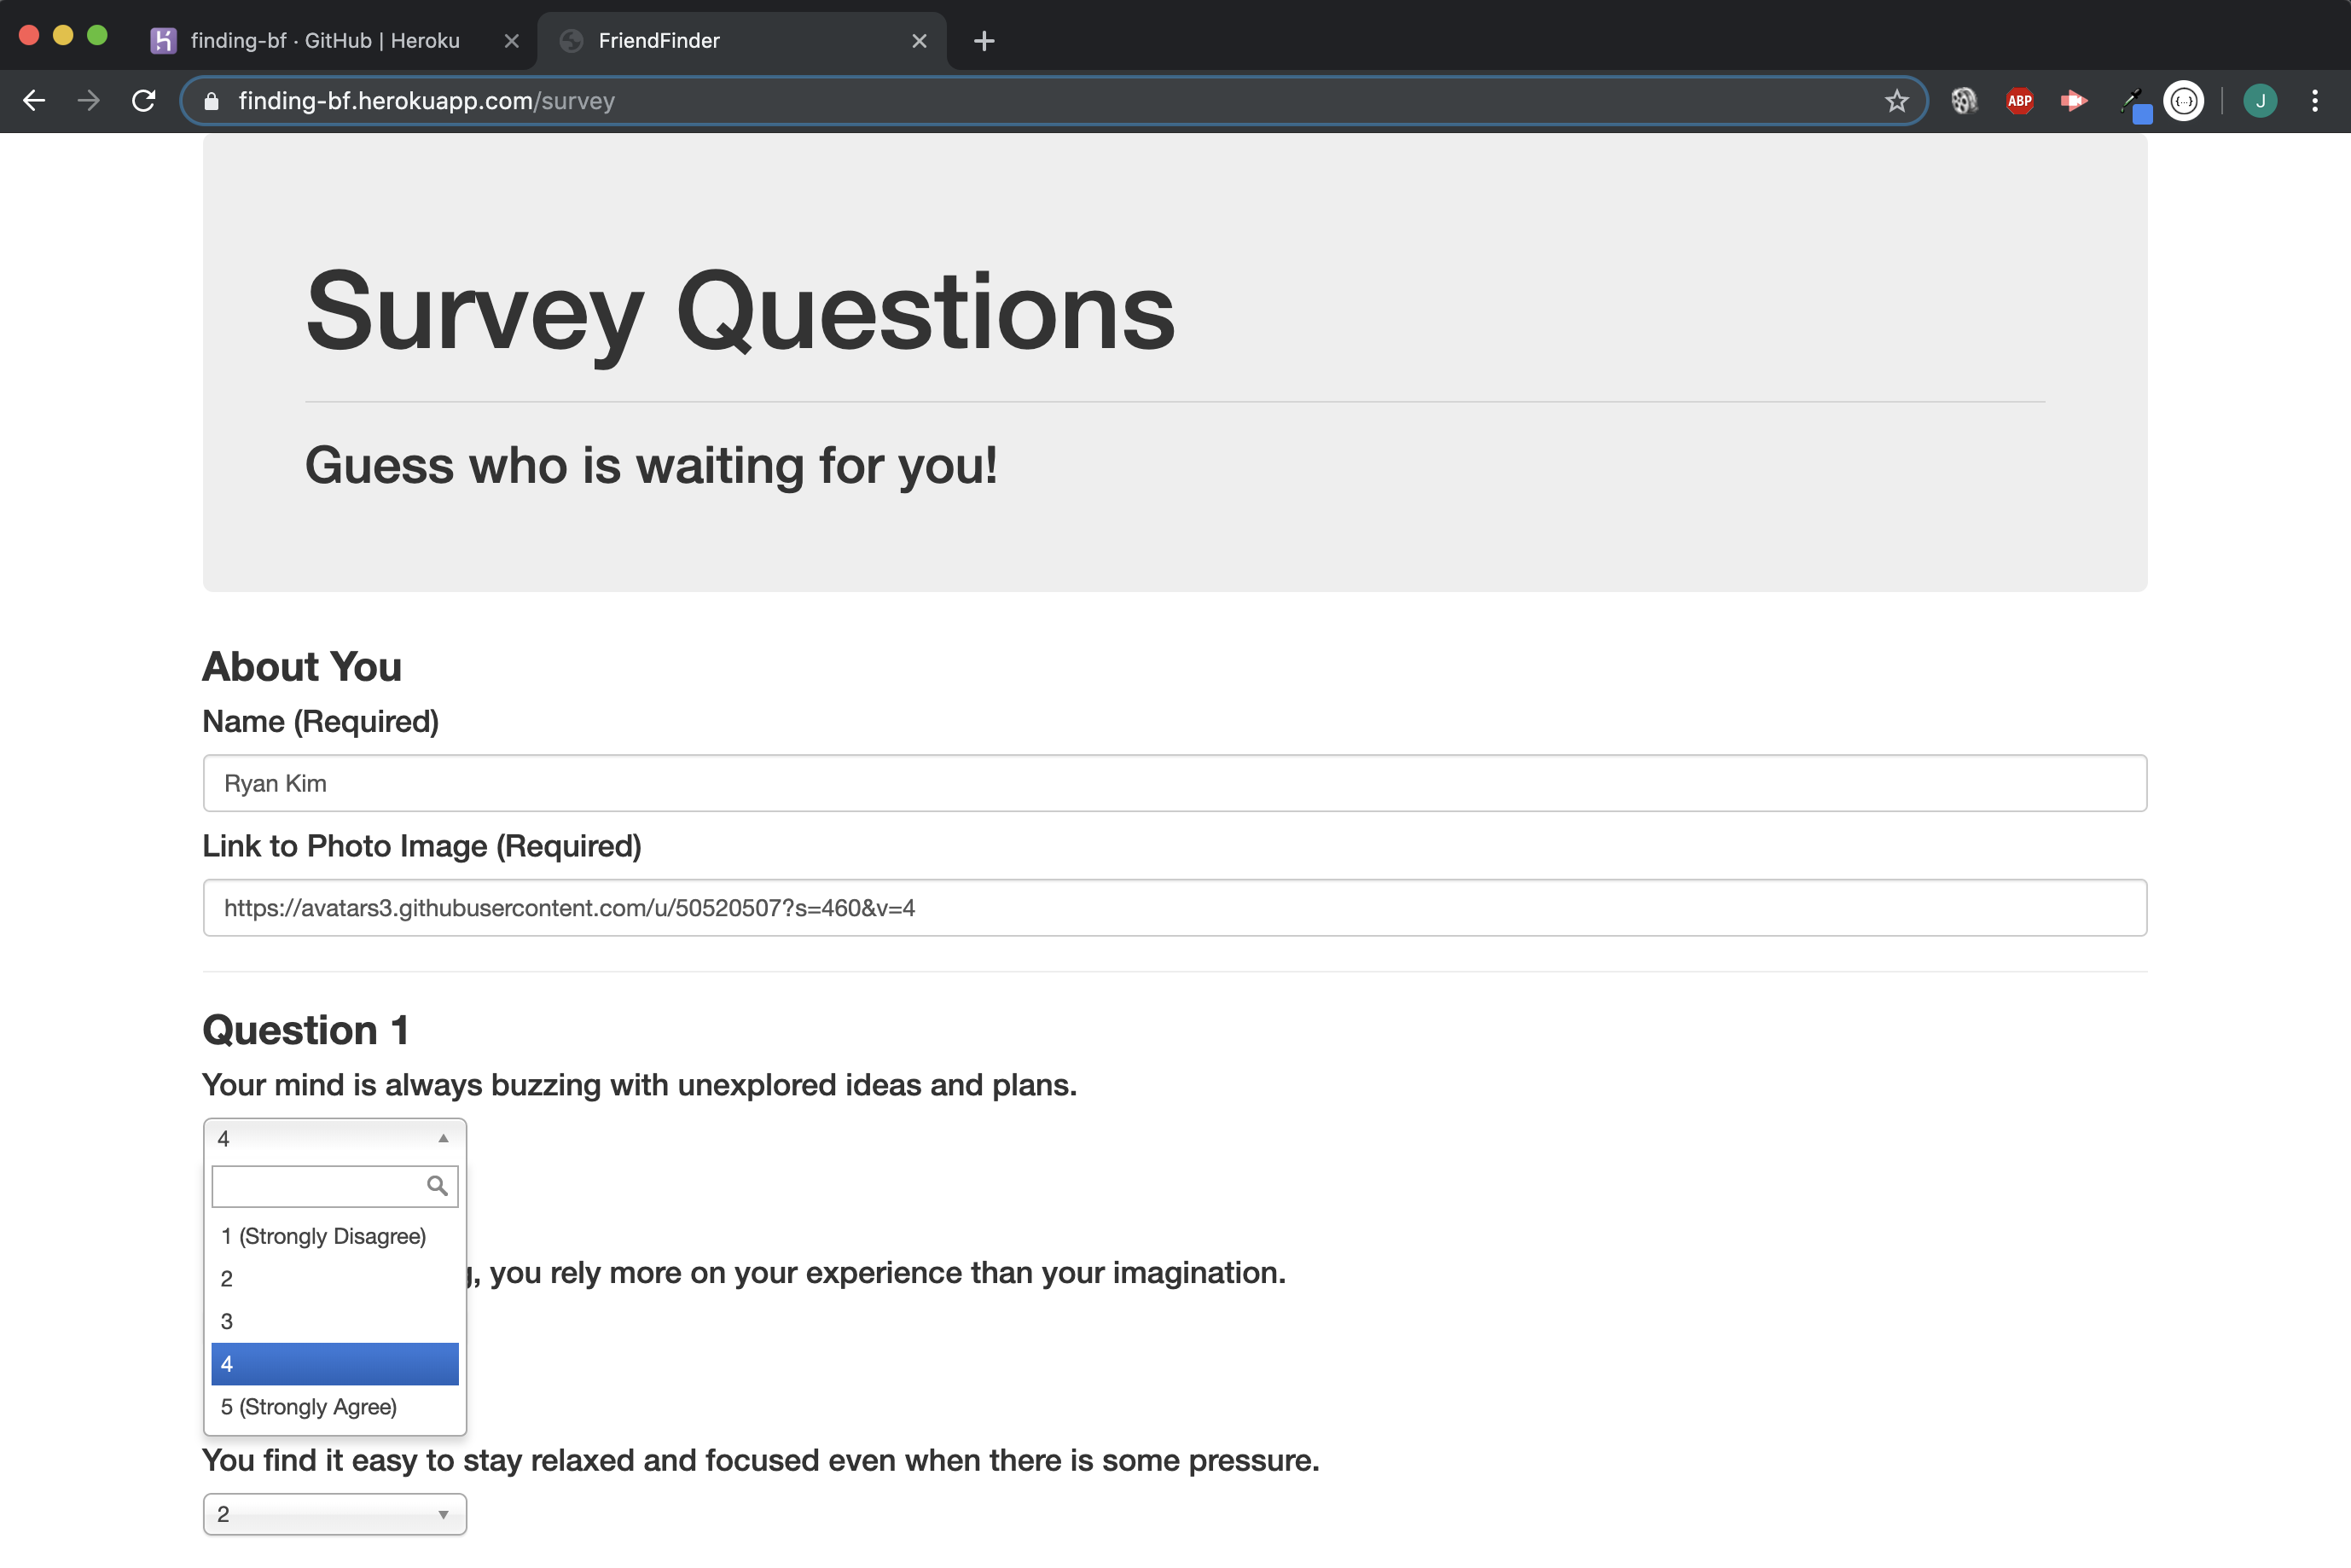 finding-bf · GitHub | Heroku
FriendFinder
finding-bf.herokuapp.com/survey
ABP
{...}
J
Survey Questions
Guess who is waiting for you!
About You
Name (Required)
Ryan Kim
Link to Photo Image (Required)
https://avatars3.githubusercontent.com/u/50520507?s=460&v=4
Question 1
Your mind is always buzzing with unexplored ideas and plans.
4
1 (Strongly Disagree)
2
, you rely more on your experience than your imagination.
3
4
5 (Strongly Agree)
You find it easy to stay relaxed and focused even when there is some pressure.
2